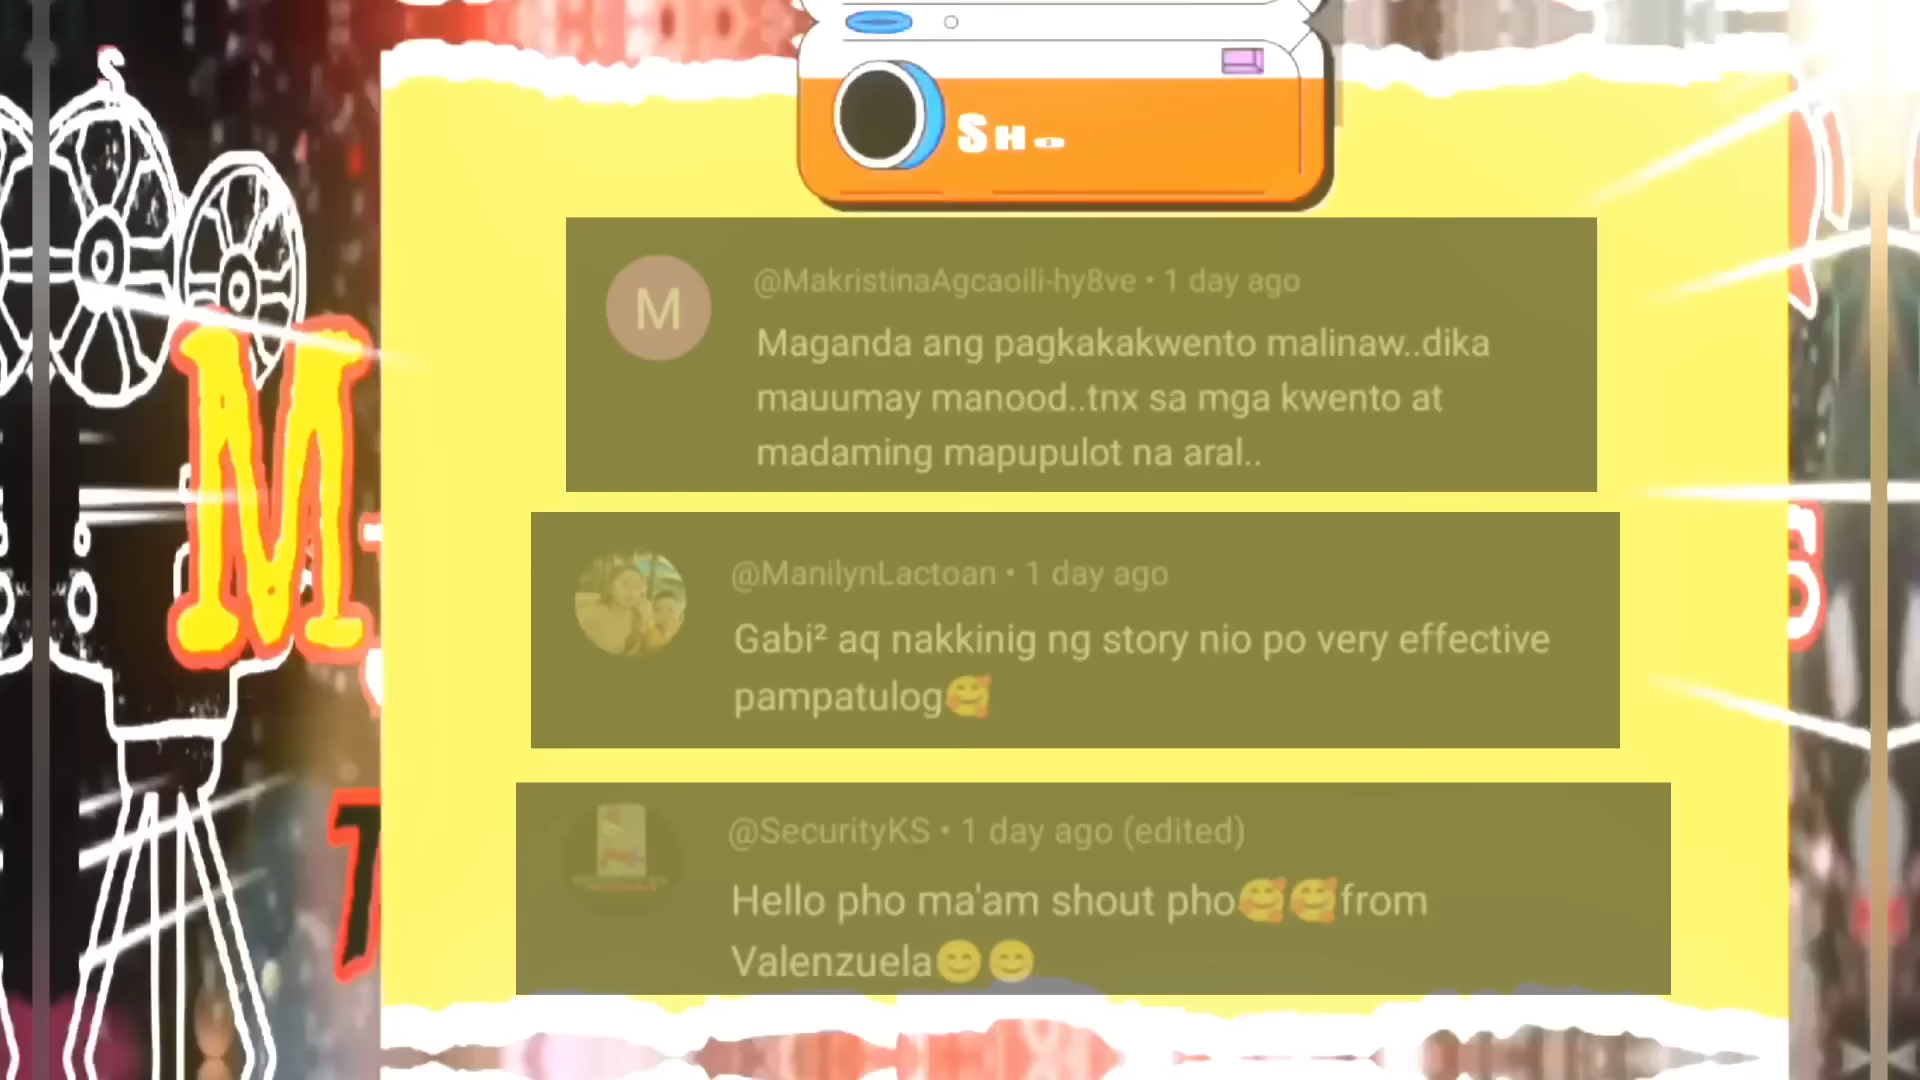 S
SH
M
@MakristinaAgcaoili-hy8ve • 1 day ago
Maganda ang pagkakakwento malinaw..dika
mauumay manood..tnx sa mga kwento at
madaming mapupulot na aral..
M
@ManilynLactoan • 1 day ago
Gabi² aq nakkinig ng story nio po very effective
pampatulog🥰
S
@SecurityKS • 1 day ago (edited)
Hello pho ma'am shout pho🥰🥰from
Valenzuela😊😊
T